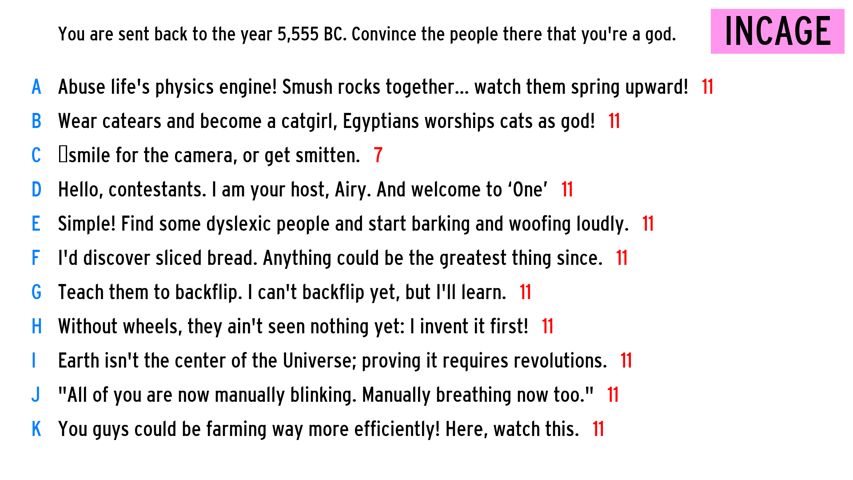 You are sent back to the year 5,555 BC. Convince the people there that you're a god.
INCAGE
A Abuse life's physics engine! Smush rocks together... watch them spring upward! 11
B Wear catears and become a catgirl, Egyptians worships cats as god! 11
C ▯smile for the camera, or get smitten. 7
D Hello, contestants. I am your host, Airy. And welcome to ‘One’ 11
E Simple! Find some dyslexic people and start barking and woofing loudly. 11
F I'd discover sliced bread. Anything could be the greatest thing since. 11
G Teach them to backflip. I can't backflip yet, but I'll learn. 11
H Without wheels, they ain't seen nothing yet: I invent it first! 11
I Earth isn't the center of the Universe; proving it requires revolutions. 11
J "All of you are now manually blinking. Manually breathing now too." 11
K You guys could be farming way more efficiently! Here, watch this. 11